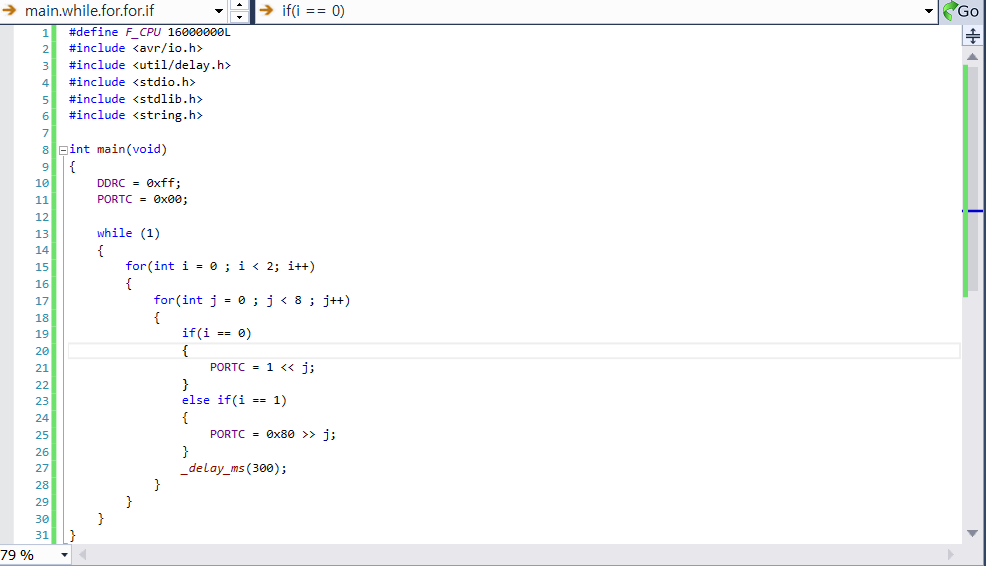 main.while.for.for.if if(i == 0) Go
1 #define F_CPU 16000000L
2 #include <avr/io.h>
3 #include <util/delay.h>
4 #include <stdio.h>
5 #include <stdlib.h>
6 #include <string.h>
7
8 int main(void)
9 {
10 DDRC = 0xff;
11 PORTC = 0x00;
12
13 while (1)
14 {
15 for(int i = 0 ; i < 2; i++)
16 {
17 for(int j = 0 ; j < 8 ; j++)
18 {
19 if(i == 0)
20 {
21 PORTC = 1 << j;
22 }
23 else if(i == 1)
24 {
25 PORTC = 0x80 >> j;
26 }
27 _delay_ms(300);
28 }
29 }
30 }
31 }
79 %